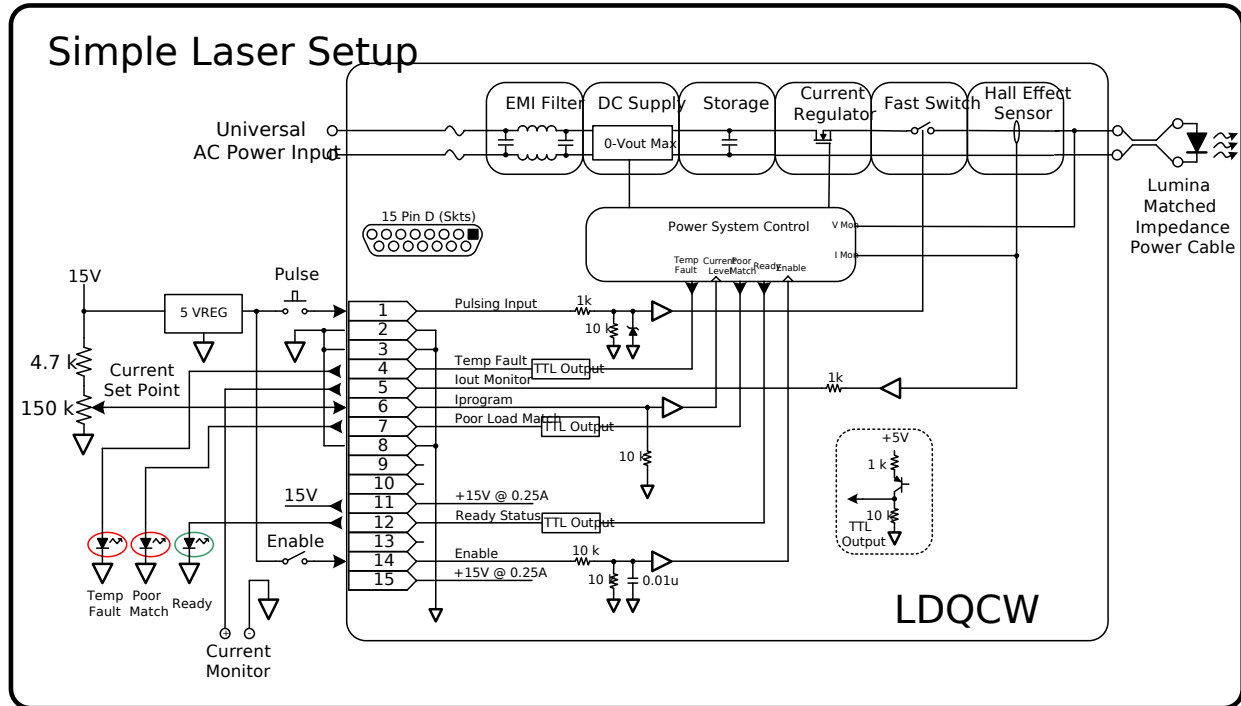 Simple Laser Setup
EMI Filter
DC Supply
Storage
Current
Regulator
Fast Switch
Hall Effect
Sensor
Universal
AC Power Input
0-Vout Max
Lumina
Matched
Impedance
Power Cable
15 Pin D (Skts)
Power System Control
V Mon
I Mon
Temp
Fault
Current
Level
Poor
Match
Ready
Enable
15V
Pulse
5 VREG
1
Pulsing Input
1k
10 k
2
3
4.7 k
Current
Set Point
4
Temp Fault
TTL Output
5
Iout Monitor
1k
150 k
6
Iprogram
7
Poor Load Match
TTL Output
8
10 k
9
10
15V
11
+15V @ 0.25A
12
Ready Status
TTL Output
13
Enable
14
Enable
10 k
10 k
0.01u
15
+15V @ 0.25A
+5V
1 k
10 k
TTL
Output
Temp
Fault
Poor
Match
Ready
+
-
Current
Monitor
LDQCW